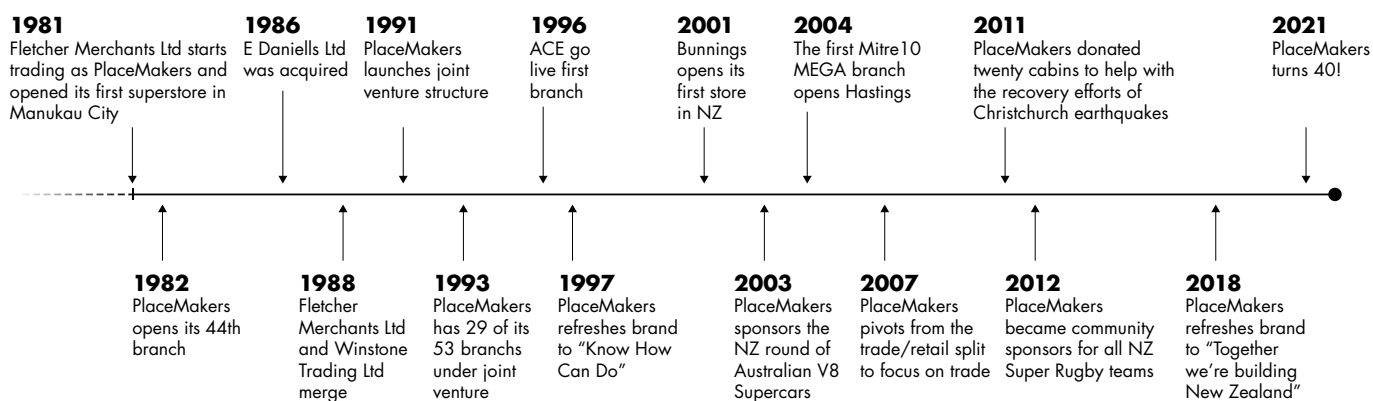 1981
Fletcher Merchants Ltd starts
trading as PlaceMakers and
opened its first superstore in
Manukau City
1986
E Daniells Ltd
was acquired
1991
PlaceMakers
launches joint
venture structure
1996
ACE go
live first
branch
2001
Bunnings
opens its
first store
in NZ
2004
The first Mitre10
MEGA branch
opens Hastings
2011
PlaceMakers donated
twenty cabins to help with
the recovery efforts of
Christchurch earthquakes
2021
PlaceMakers
turns 40!
1982
PlaceMakers
opens its 44th
branch
1988
Fletcher
Merchants Ltd
and Winstone
Trading Ltd
merge
1993
PlaceMakers
has 29 of its
53 branchs
under joint
venture
1997
PlaceMakers
refreshes brand
to “Know How
Can Do”
2003
PlaceMakers
sponsors the
NZ round of
Australian V8
Supercars
2007
PlaceMakers
pivots from the
trade/retail split
to focus on trade
2012
PlaceMakers
became community
sponsors for all NZ
Super Rugby teams
2018
PlaceMakers
refreshes brand
to “Together
we’re building
New Zealand”